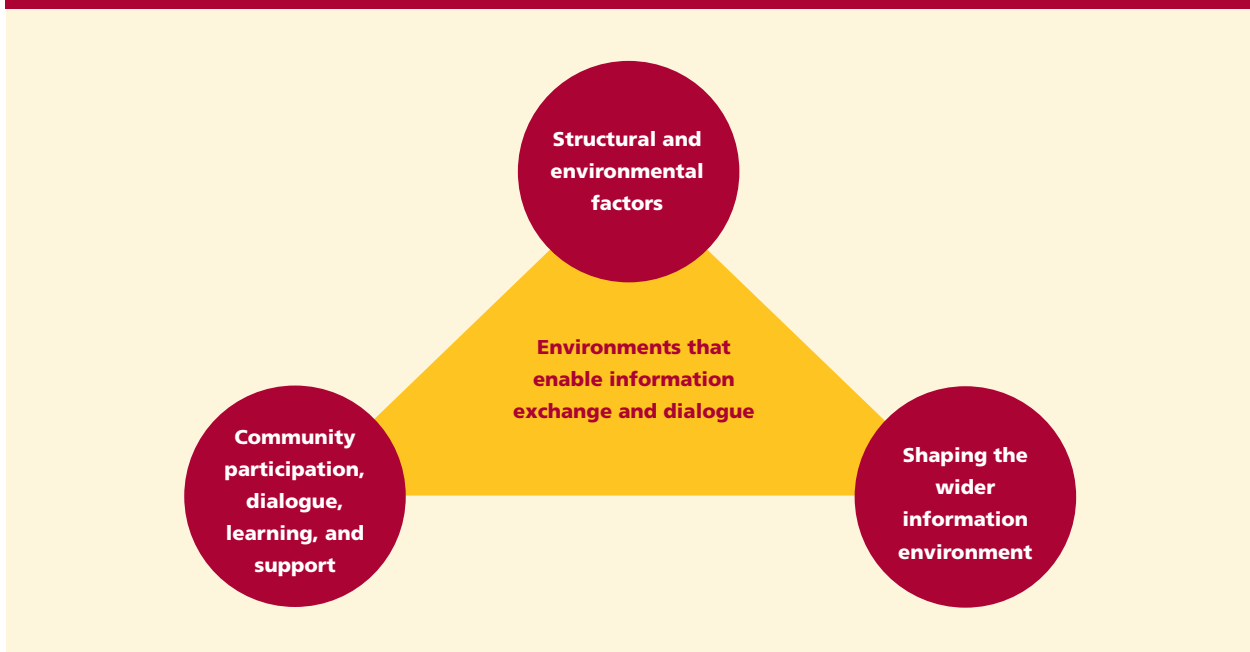 Structural and
environmental
factors
Environments that
enable information
exchange and dialogue
Community
participation,
dialogue,
learning, and
support
Shaping the
wider
information
environment